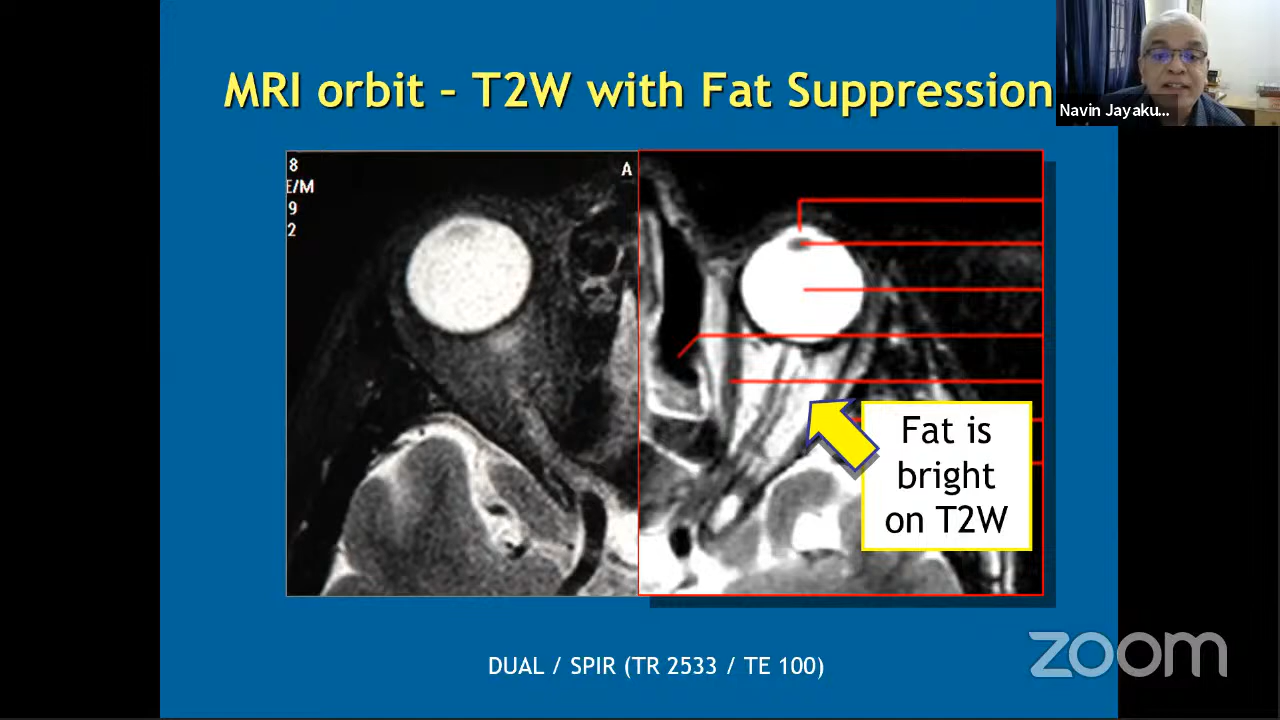 MRI orbit – T2W with Fat Suppression
Navin Jayaku...
8
E/M
9
2
A
Fat is
bright
on T2W
DUAL / SPIR (TR 2533 / TE 100)
zoom